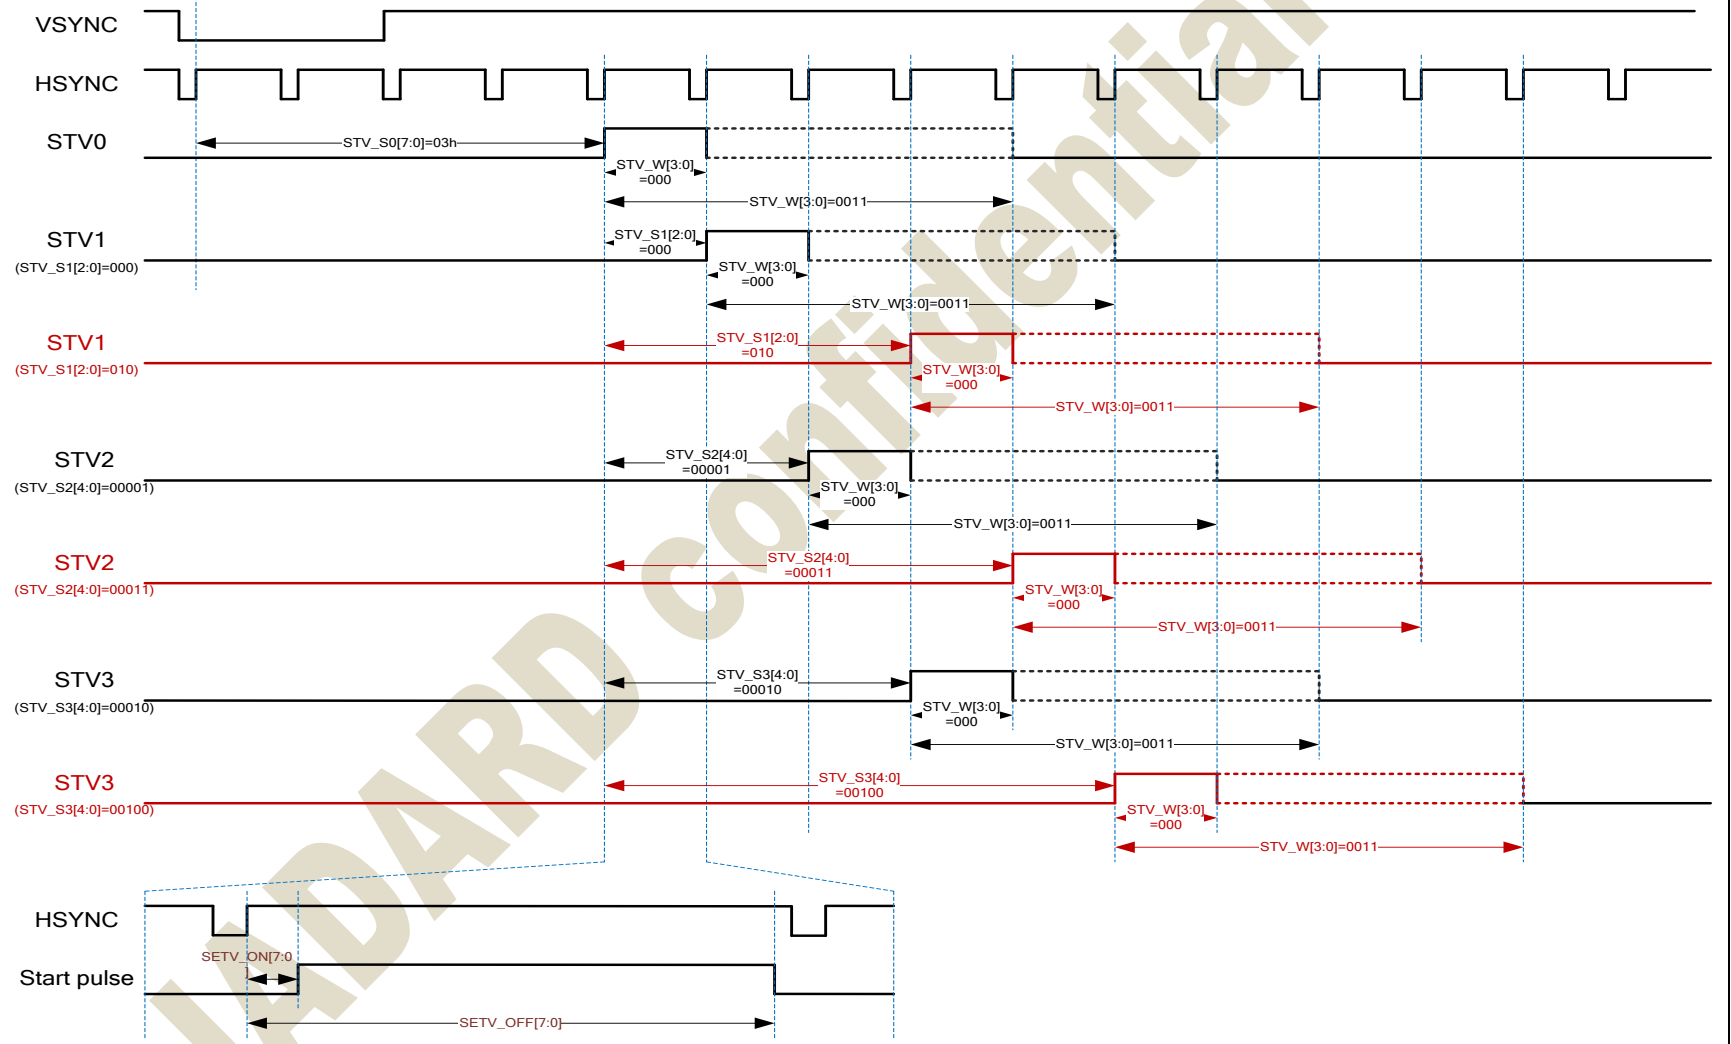 VSYNC
HSYNC
STV0
STV_S0[7:0]=03h
STV_W[3:0]
=000
STV_W[3:0]=0011
STV1
(STV_S1[2:0]=000)
STV_S1[2:0]
=000
STV_W[3:0]
=000
STV_W[3:0]=0011
STV1
(STV_S1[2:0]=010)
STV_S1[2:0]
=010
STV_W[3:0]
=000
STV_W[3:0]=0011
STV2
(STV_S2[4:0]=00001)
STV_S2[4:0]
=00001
STV_W[3:0]
=000
STV_W[3:0]=0011
STV2
(STV_S2[4:0]=00011)
STV_S2[4:0]
=00011
STV_W[3:0]
=000
STV_W[3:0]=0011
STV3
(STV_S3[4:0]=00010)
STV_S3[4:0]
=00010
STV_W[3:0]
=000
STV_W[3:0]=0011
STV3
(STV_S3[4:0]=00100)
STV_S3[4:0]
=00100
STV_W[3:0]
=000
STV_W[3:0]=0011
HSYNC
SETV_ON[7:0
]
Start pulse
SETV_OFF[7:0]
JADARD confidential